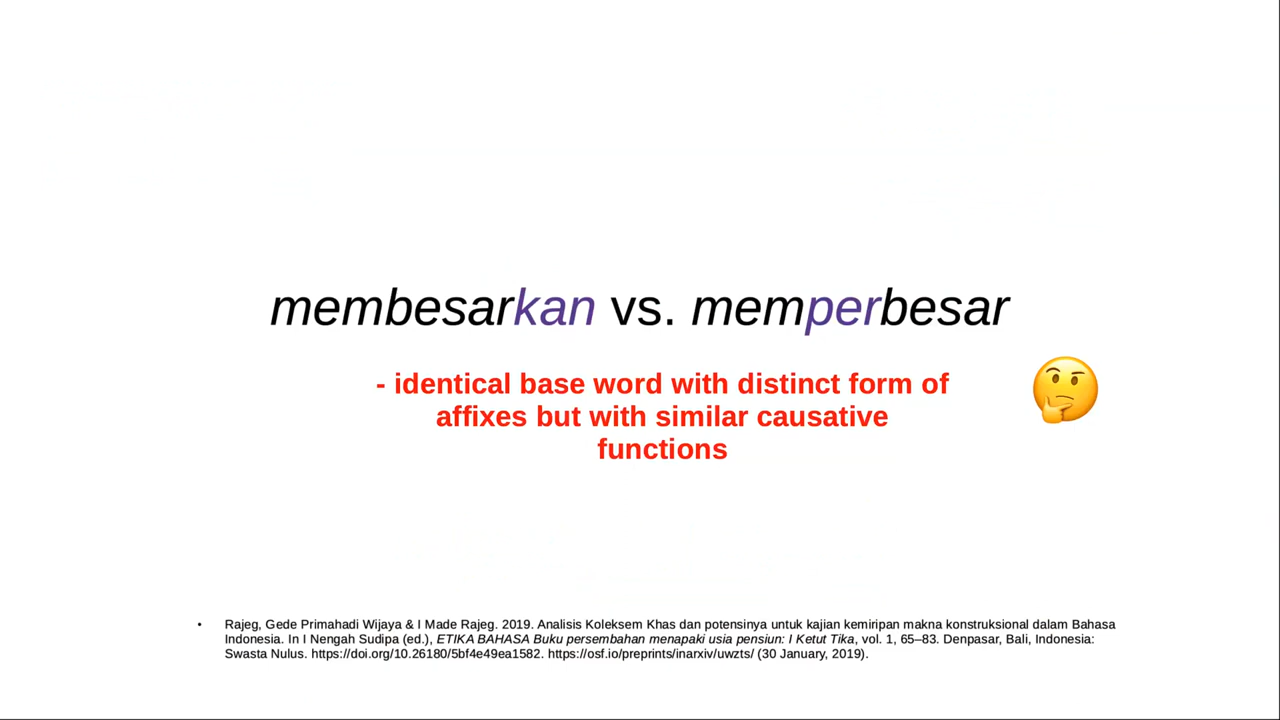 membesarkan vs. memperbesar
- identical base word with distinct form of
affixes but with similar causative
functions
• Rajeg, Gede Primahadi Wijaya & I Made Rajeg. 2019. Analisis Koleksem Khas dan potensinya untuk kajian kemiripan makna konstruksional dalam Bahasa
Indonesia. In I Nengah Sudipa (ed.), ETIKA BAHASA Buku persembahan menapaki usia pensiun: I Ketut Tika, vol. 1, 65–83. Denpasar, Bali, Indonesia:
Swasta Nulus. https://doi.org/10.26180/5bf4e49ea1582. https://osf.io/preprints/inarxiv/uwzts/ (30 January, 2019).